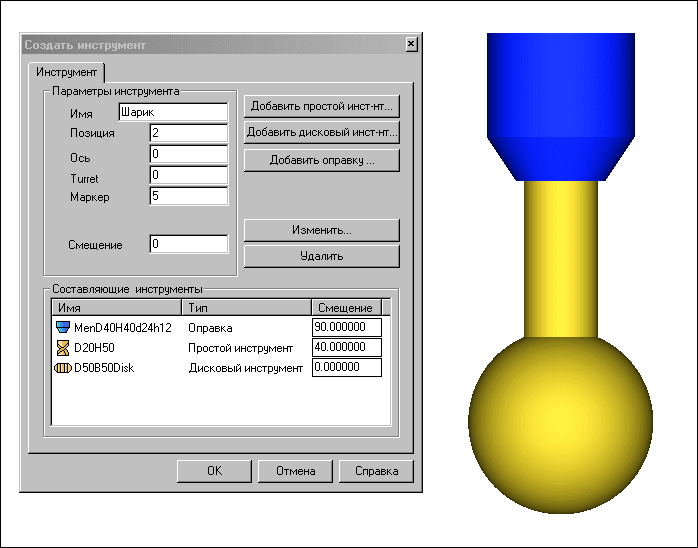 Создать инструмент
Инструмент
Параметры инструмента
Имя Шарик
Позиция 2
Ось 0
Turret 0
Маркер 5
Смещение 0
Добавить простой инст-нт...
Добавить дисковый инст-нт...
Добавить оправку ...
Изменить...
Удалить
Составляющие инструменты
Имя Тип Смещение
MenD40H40d24h12 Оправка 90.000000
D20H50 Простой инструмент 40.000000
D50B50Disk Дисковый инструмент 0.000000
OK Отмена Справка